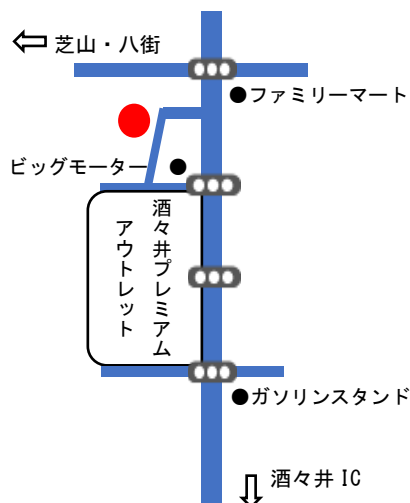 芝山・八街
●ファミリーマート
ビッグモーター
酒々井プレミアム
アウトレット
●ガソリンスタンド
酒々井 IC